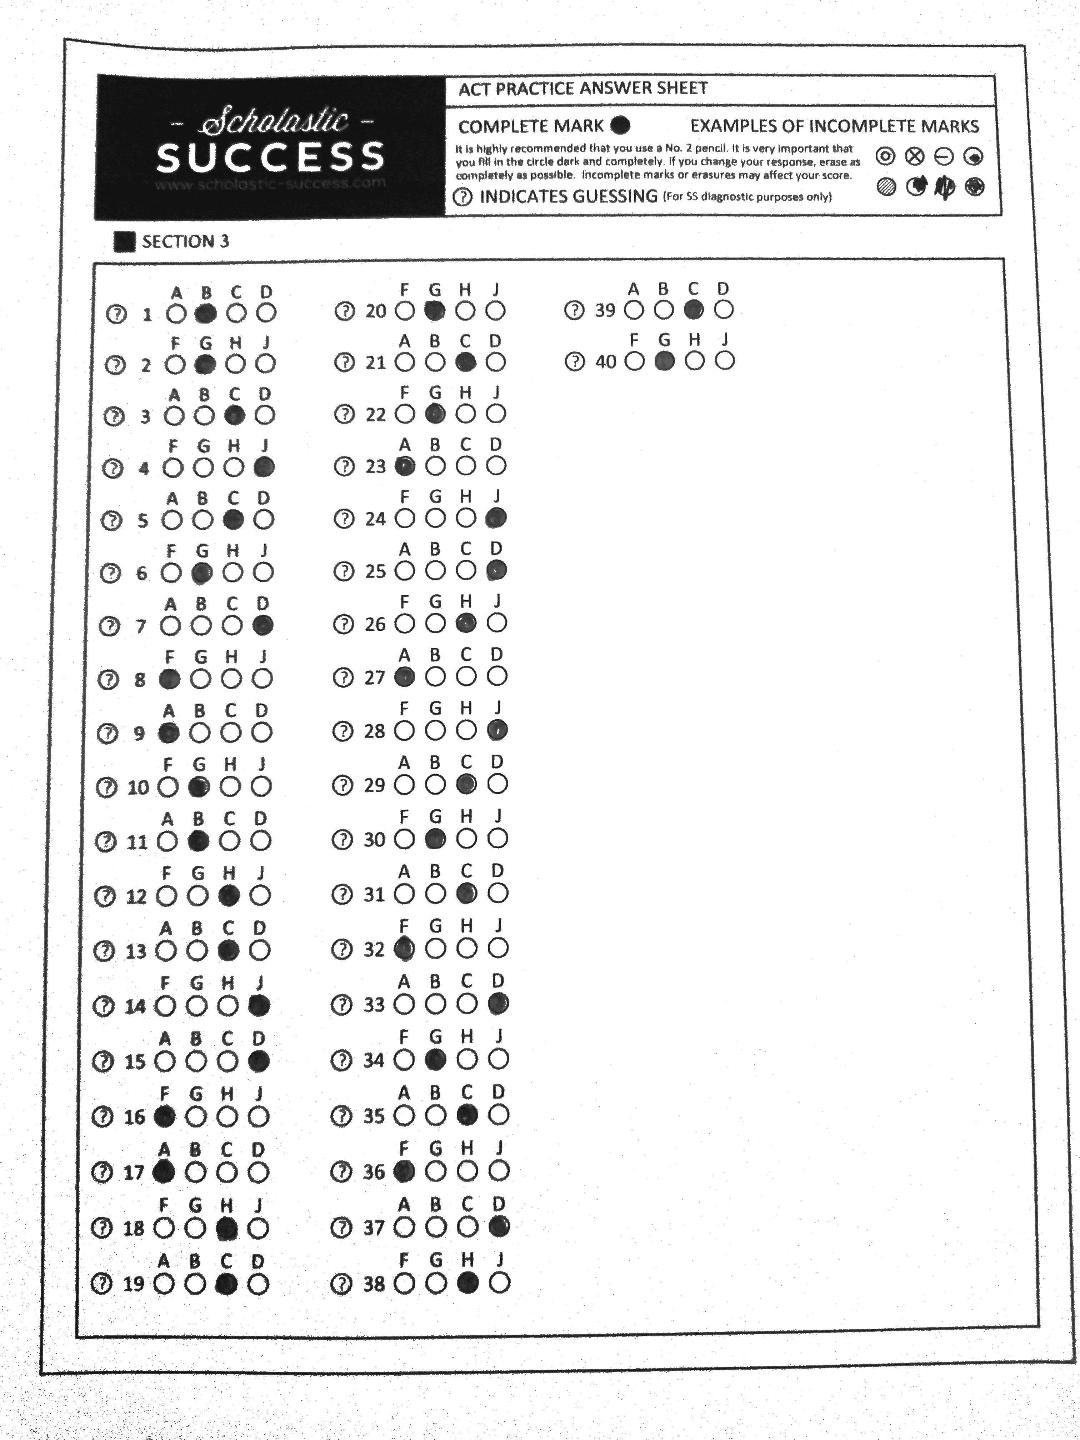 - Scholastic -
SUCCESS
www.scholastic-success.com
ACT PRACTICE ANSWER SHEET
COMPLETE MARK EXAMPLES OF INCOMPLETE MARKS
It is highly recommended that you use a No. 2 pencil. It is very important that
you fill in the circle dark and completely. If you change your response, erase as
completely as possible. Incomplete marks or erasures may affect your score.
? INDICATES GUESSING (For SS diagnostic purposes only)
SECTION 3
A B C D
? 1
F G H J
? 2
A B C D
? 3
F G H J
? 4
A B C D
? 5
F G H J
? 6
A B C D
? 7
F G H J
? 8
A B C D
? 9
F G H J
? 10
A B C D
? 11
F G H J
? 12
A B C D
? 13
F G H J
? 14
A B C D
? 15
F G H J
? 16
A B C D
? 17
F G H J
? 18
A B C D
? 19
F G H J
? 20
A B C D
? 21
F G H J
? 22
A B C D
? 23
F G H J
? 24
A B C D
? 25
F G H J
? 26
A B C D
? 27
F G H J
? 28
A B C D
? 29
F G H J
? 30
A B C D
? 31
F G H J
? 32
A B C D
? 33
F G H J
? 34
A B C D
? 35
F G H J
? 36
A B C D
? 37
F G H J
? 38
A B C D
? 39
F G H J
? 40